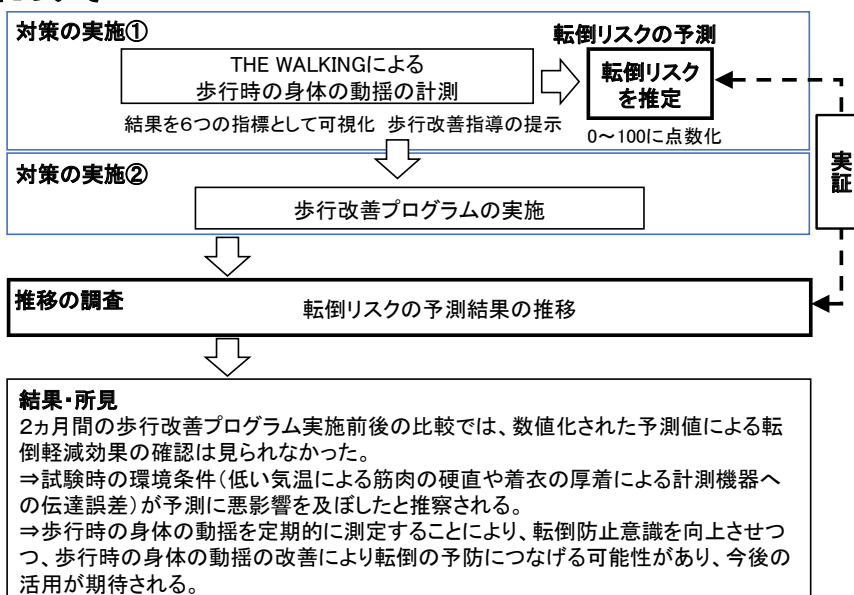 対策の実施①
転倒リスクの予測
THE WALKINGによる
歩行時の身体の動揺の計測
転倒リスク
を推定
結果を6つの指標として可視化 歩行改善指導の提示
0～100に点数化
実証
対策の実施②
歩行改善プログラムの実施
推移の調査
転倒リスクの予測結果の推移
結果・所見
2ヵ月間の歩行改善プログラム実施前後の比較では、数値化された予測値による転
倒軽減効果の確認は見られなかった。
⇒試験時の環境条件(低い気温による筋肉の硬直や着衣の厚着による計測機器へ
の伝達誤差)が予測に悪影響を及ぼしたと推察される。
⇒歩行時の身体の動揺を定期的に測定することにより、転倒防止意識を向上させつ
つ、歩行時の身体の動揺の改善により転倒の予防につなげる可能性があり、今後の
活用が期待される。